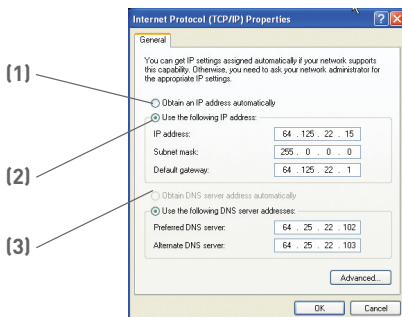 Internet Protocol (TCP/IP) Properties
General
You can get IP settings assigned automatically if your network supports
this capability. Otherwise, you need to ask your network administrator for
the appropriate IP settings.
(1)
Obtain an IP address automatically
(2)
Use the following IP address:
IP address: 64 . 125 . 22 . 15
Subnet mask: 255 . 0 . 0 . 0
Default gateway: 64 . 125 . 22 . 1
(3)
Obtain DNS server address automatically
Use the following DNS server addresses:
Preferred DNS server: 64 . 25 . 22 . 102
Alternate DNS server: 64 . 25 . 22 . 103
Advanced...
OK Cancel